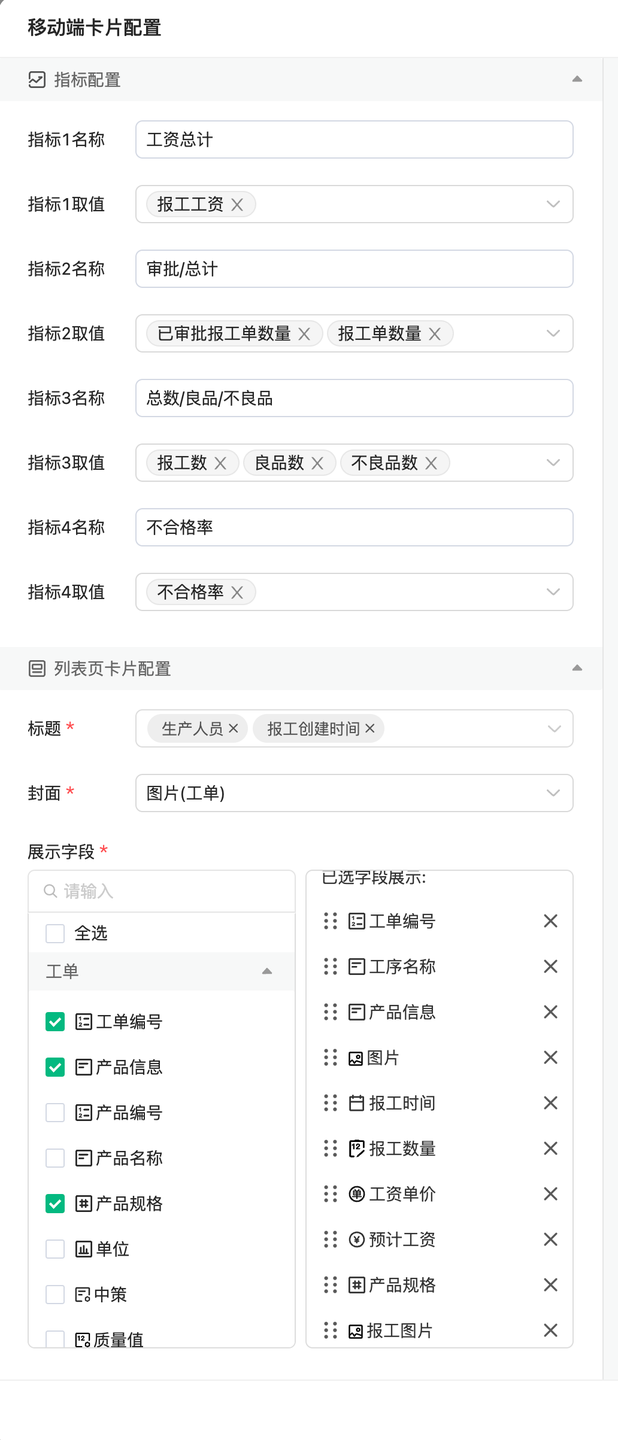 移动端卡片配置
指标配置
指标1名称 工资总计
指标1取值 报工工资
指标2名称 审批/总计
指标2取值 已审批报工单数量 报工单数量
指标3名称 总数/良品/不良品
指标3取值 报工数 良品数 不良品数
指标4名称 不合格率
指标4取值 不合格率
列表页卡片配置
标题 * 生产人员 报工创建时间
封面 * 图片(工单)
展示字段 *
请输入
全选
工单
工单编号
产品信息
产品编号
产品名称
产品规格
单位
中策
质量值
已选字段展示:
工单编号
工序名称
产品信息
图片
报工时间
报工数量
工资单价
预计工资
产品规格
报工图片